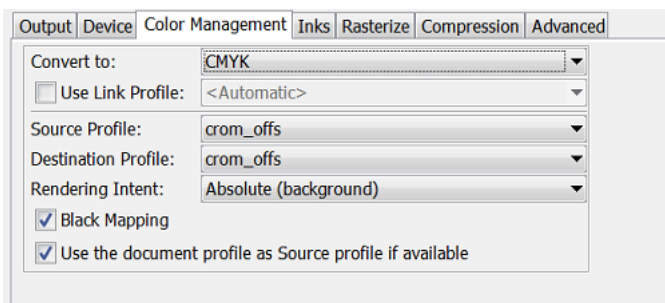 Output Device Color Management Inks Rasterize Compression Advanced
Convert to: CMYK
Use Link Profile: <Automatic>
Source Profile: crom_offs
Destination Profile: crom_offs
Rendering Intent: Absolute (background)
Black Mapping
Use the document profile as Source profile if available